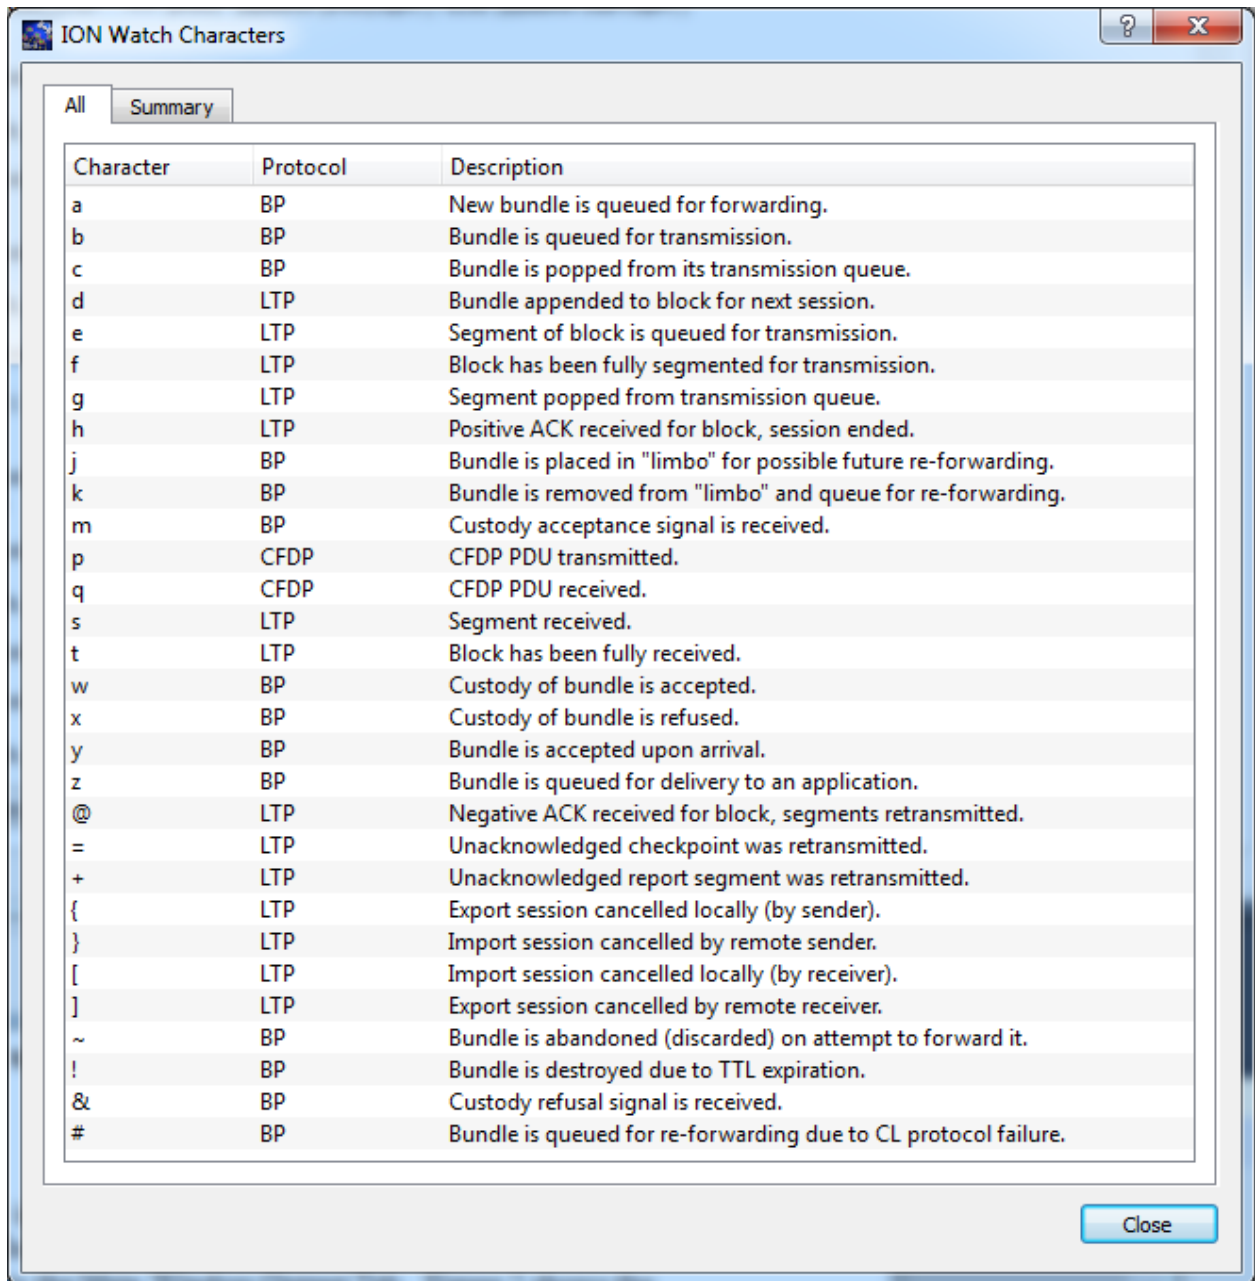 ION Watch Characters
All Summary
Character Protocol Description
a BP New bundle is queued for forwarding.
b BP Bundle is queued for transmission.
c BP Bundle is popped from its transmission queue.
d LTP Bundle appended to block for next session.
e LTP Segment of block is queued for transmission.
f LTP Block has been fully segmented for transmission.
g LTP Segment popped from transmission queue.
h LTP Positive ACK received for block, session ended.
j BP Bundle is placed in "limbo" for possible future re-forwarding.
k BP Bundle is removed from "limbo" and queue for re-forwarding.
m BP Custody acceptance signal is received.
p CFDP CFDP PDU transmitted.
q CFDP CFDP PDU received.
s LTP Segment received.
t LTP Block has been fully received.
w BP Custody of bundle is accepted.
x BP Custody of bundle is refused.
y BP Bundle is accepted upon arrival.
z BP Bundle is queued for delivery to an application.
@ LTP Negative ACK received for block, segments retransmitted.
= LTP Unacknowledged checkpoint was retransmitted.
+ LTP Unacknowledged report segment was retransmitted.
{ LTP Export session cancelled locally (by sender).
} LTP Import session cancelled by remote sender.
[ LTP Import session cancelled locally (by receiver).
] LTP Export session cancelled by remote receiver.
~ BP Bundle is abandoned (discarded) on attempt to forward it.
! BP Bundle is destroyed due to TTL expiration.
& BP Custody refusal signal is received.
# BP Bundle is queued for re-forwarding due to CL protocol failure.
Close